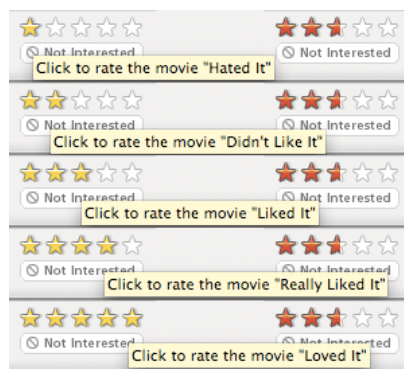 Not Interested Not Interested
Click to rate the movie "Hated It"
Not Interested Not Interested
Click to rate the movie "Didn't Like It"
Not Interested Not Interested
Click to rate the movie "Liked It"
Not Interested Not Interested
Click to rate the movie "Really Liked It"
Not Interested Not Interested
Click to rate the movie "Loved It"